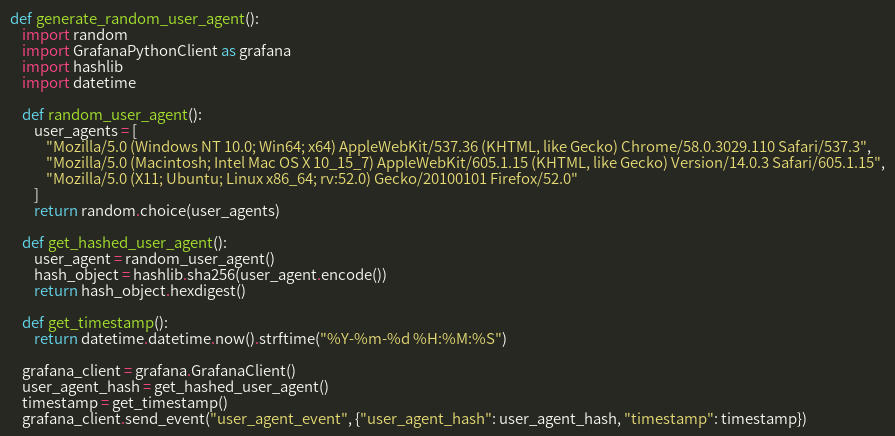 def generate_random_user_agent():
    import random
    import GrafanaPythonClient as grafana
    import hashlib
    import datetime

    def random_user_agent():
        user_agents = [
            "Mozilla/5.0 (Windows NT 10.0; Win64; x64) AppleWebKit/537.36 (KHTML, like Gecko) Chrome/58.0.3029.110 Safari/537.3",
            "Mozilla/5.0 (Macintosh; Intel Mac OS X 10_15_7) AppleWebKit/605.1.15 (KHTML, like Gecko) Version/14.0.3 Safari/605.1.15",
            "Mozilla/5.0 (X11; Ubuntu; Linux x86_64; rv:52.0) Gecko/20100101 Firefox/52.0"
        ]
        return random.choice(user_agents)

    def get_hashed_user_agent():
        user_agent = random_user_agent()
        hash_object = hashlib.sha256(user_agent.encode())
        return hash_object.hexdigest()

    def get_timestamp():
        return datetime.datetime.now().strftime("%Y-%m-%d %H:%M:%S")

    grafana_client = grafana.GrafanaClient()
    user_agent_hash = get_hashed_user_agent()
    timestamp = get_timestamp()
    grafana_client.send_event("user_agent_event", {"user_agent_hash": user_agent_hash, "timestamp": timestamp})